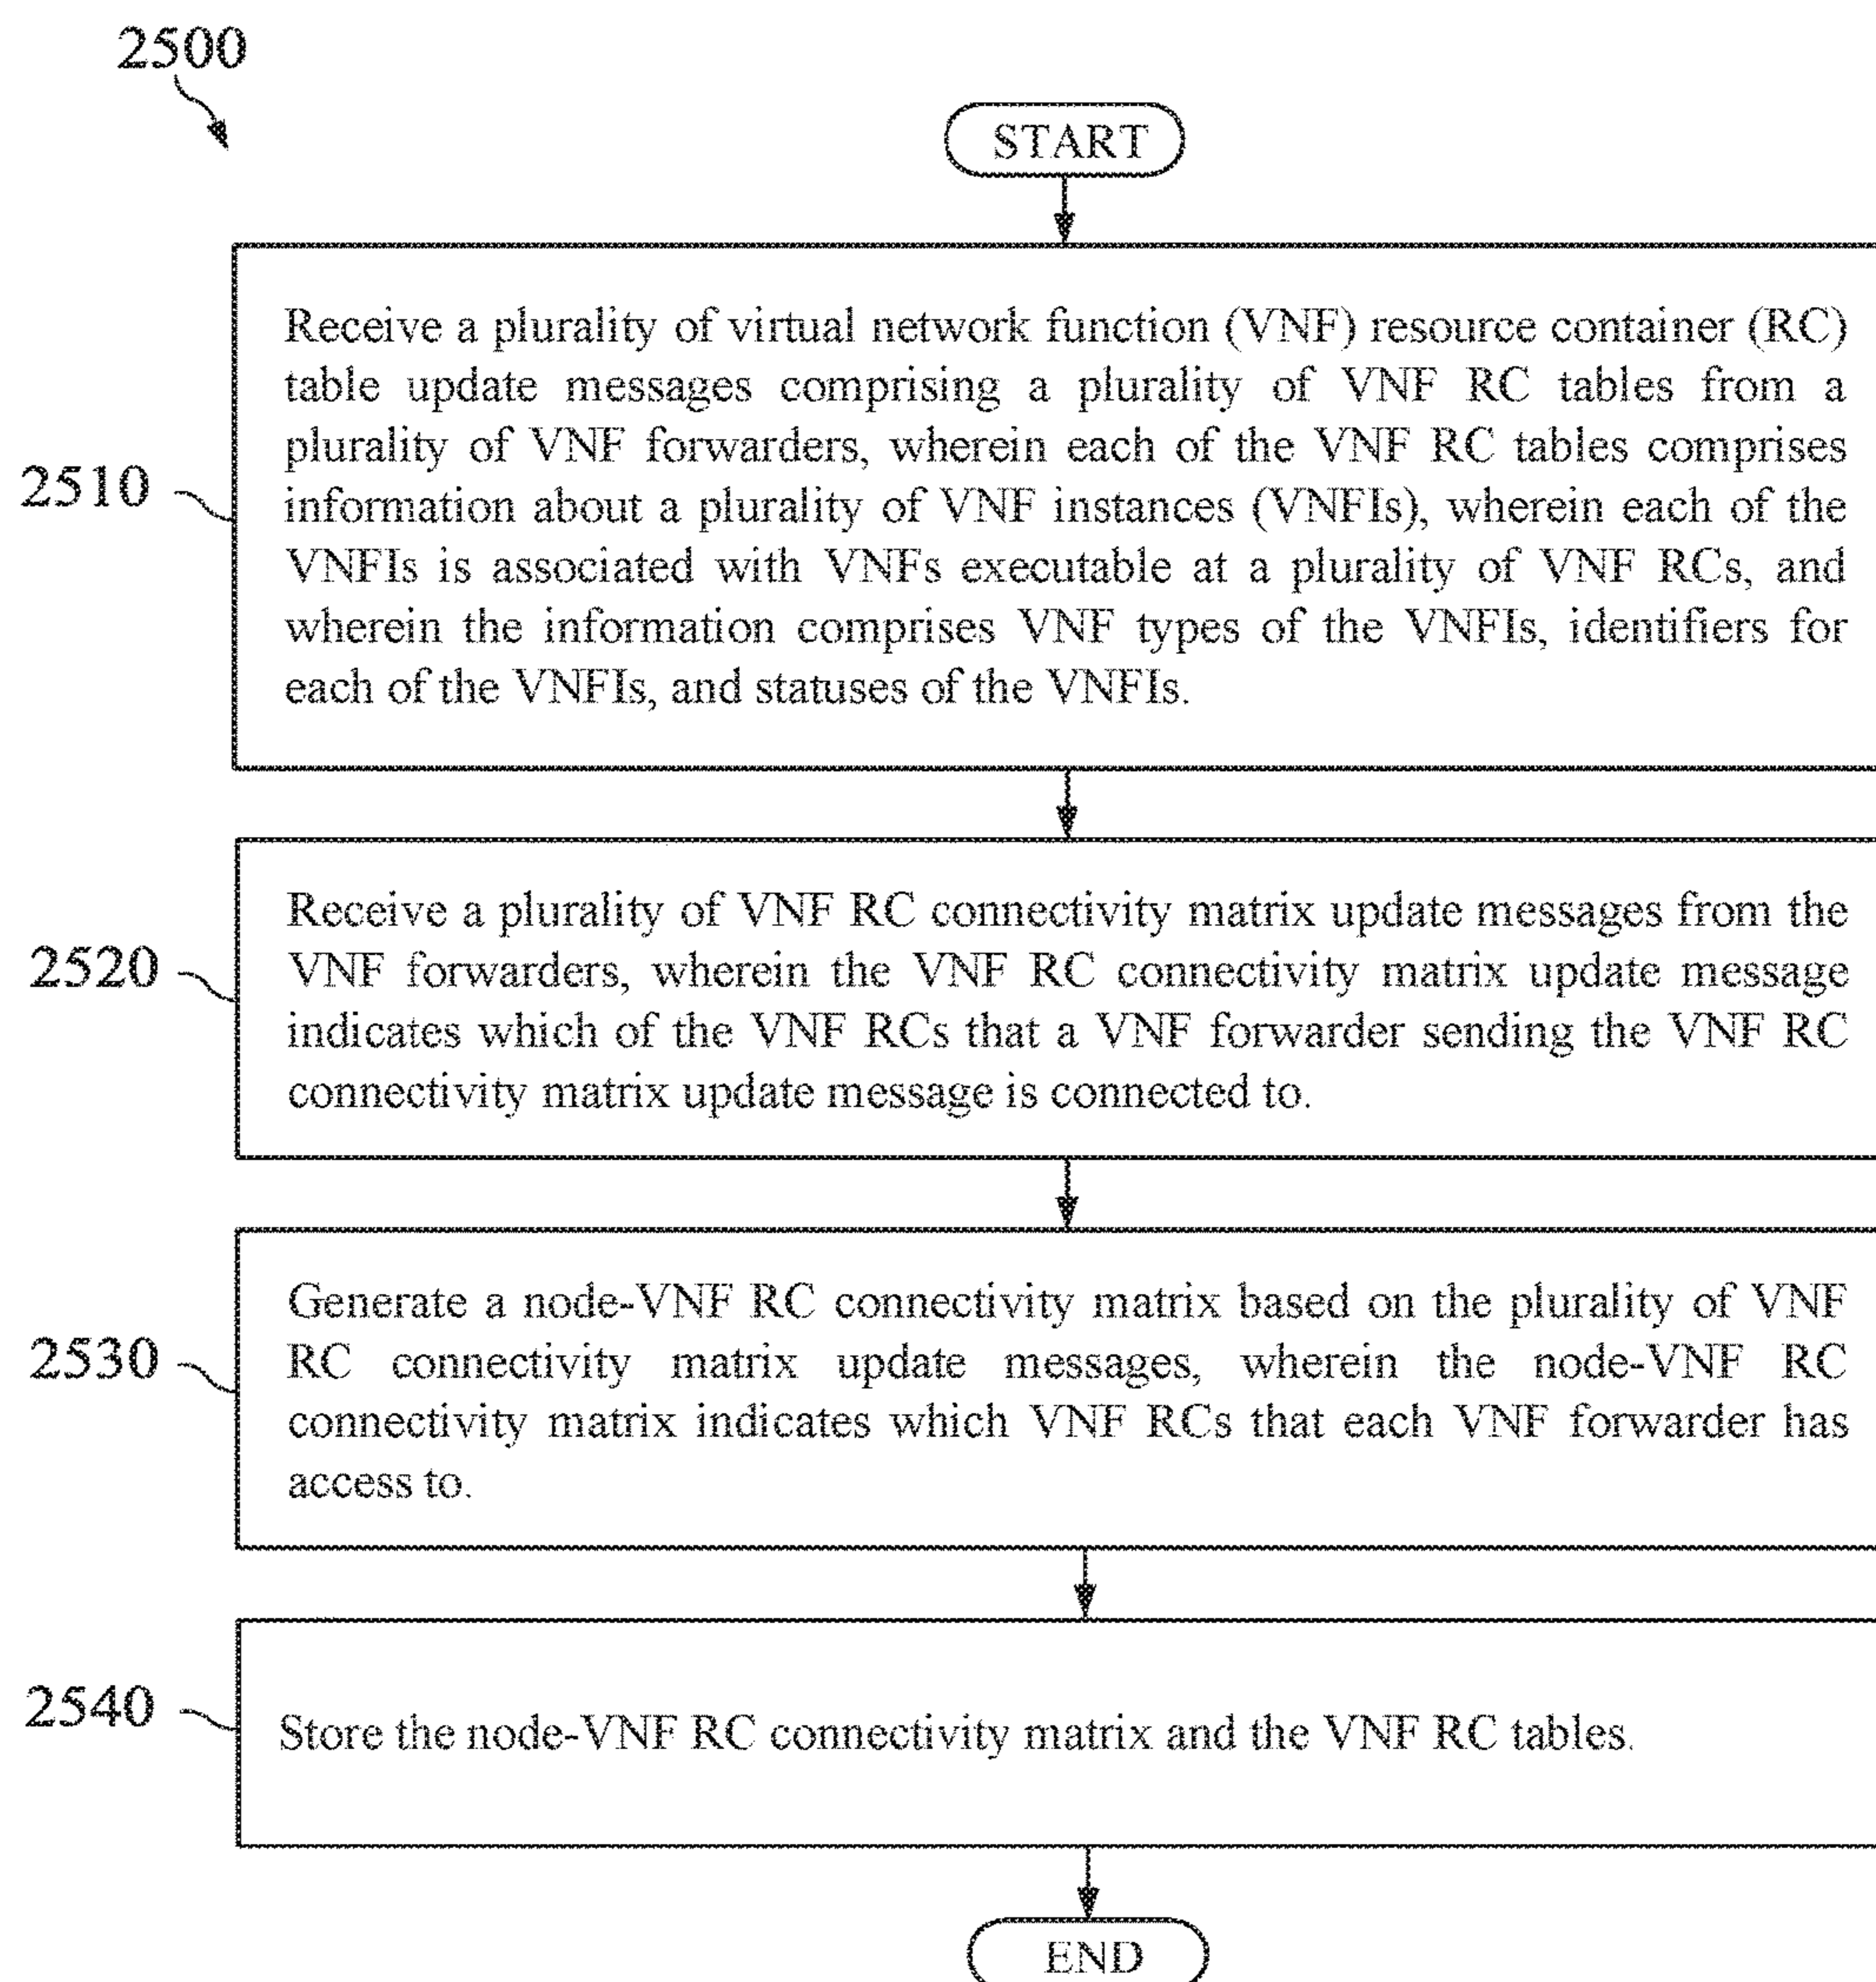 2500
START
Receive a plurality of virtual network function (VNF) resource container (RC)
table update messages comprising a plurality of VNF RC tables from a
plurality of VNF forwarders, wherein each of the VNF RC tables comprises
2510
information about a plurality of VNF instances (VNFIs), wherein each of the
VNFIs is associated with VNFs executable at a plurality of VNF RCs, and
wherein the information comprises VNF types of the VNFIs, identifiers for
each of the VNFIs, and statuses of the VNFIs.
Receive a plurality of VNF RC connectivity matrix update messages from the
2520
VNF forwarders, wherein the VNF RC connectivity matrix update message
indicates which of the VNF RCs that a VNF forwarder sending the VNF RC
connectivity matrix update message is connected to.
Generate a node-VNF RC connectivity matrix based on the plurality of VNF
2530
RC connectivity matrix update messages, wherein the node-VNF RC
connectivity matrix indicates which VNF RCs that each VNF forwarder has
access to.
2540
Store the node-VNF RC connectivity matrix and the VNF RC tables.
END